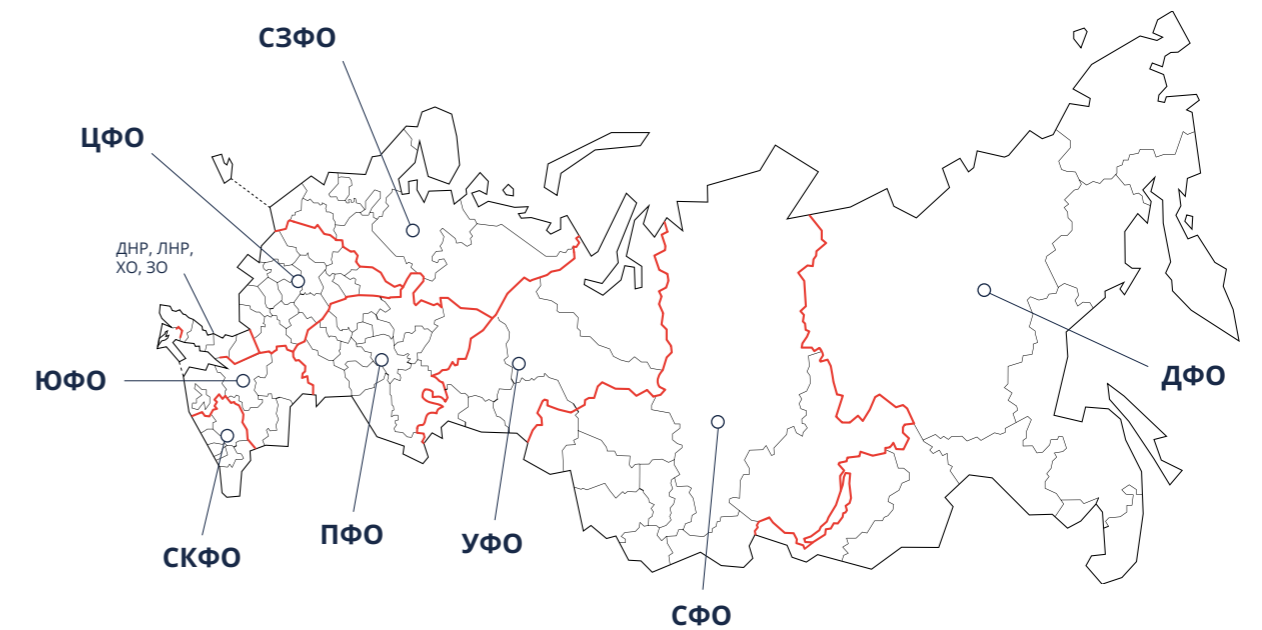 СЗФО
ЦФО
ДНР, ЛНР,
ХО, ЗО
ЮФО
ДФО
ПФО
УФО
СКФО
СФО